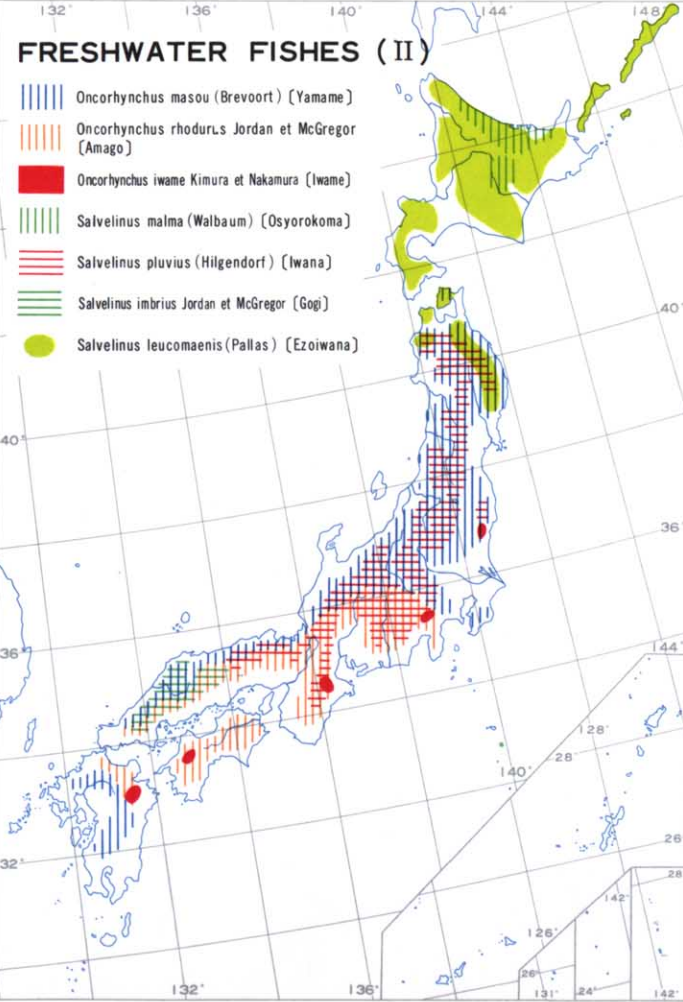 132° 136° 140° 144° 148°
FRESHWATER FISHES (II)
Oncorhynchus masou (Brevoort) (Yamame)
Oncorhynchus rhodurus Jordan et McGregor
(Amago)
Oncorhynchus iwame Kimura et Nakamura (Iwame)
Salvelinus malma (Walbaum) (Osyorokoma)
Salvelinus pluvius (Hilgendorf) (Iwana)
Salvelinus imbrius Jordan et McGregor (Gogi)
Salvelinus leucomaenis (Pallas) (Ezoiwana)
40°
40°
36°
36°
144°
128°
28°
140°
26°
32°
28°
142°
126°
26°
132° 136° 131° 24° 142°